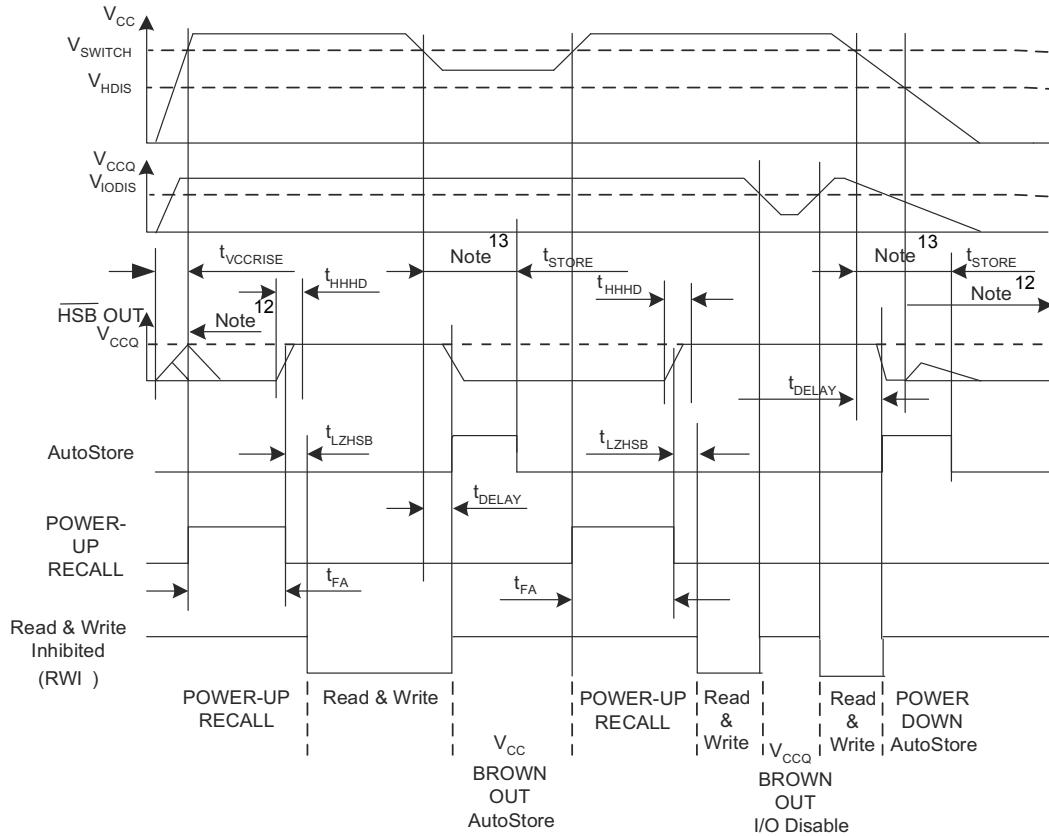 VCC
VSWITCH
VHDIS
VCCQ
VIODIS
tVCCRISE
Note13
tSTORE
Note13
tSTORE
tHHHD
tHHHD
Note12
HSB OUT
Note12
VCCQ
tDELAY
tLZHSB
tLZHSB
AutoStore
tDELAY
POWER-
UP
RECALL
tFA
tFA
Read & Write
Inhibited
(RWI )
POWER-UP
RECALL
Read & Write
VCC
BROWN
OUT
AutoStore
POWER-UP
RECALL
Read
&
Write
VCCQ
BROWN
OUT
I/O Disable
Read
&
Write
POWER
DOWN
AutoStore